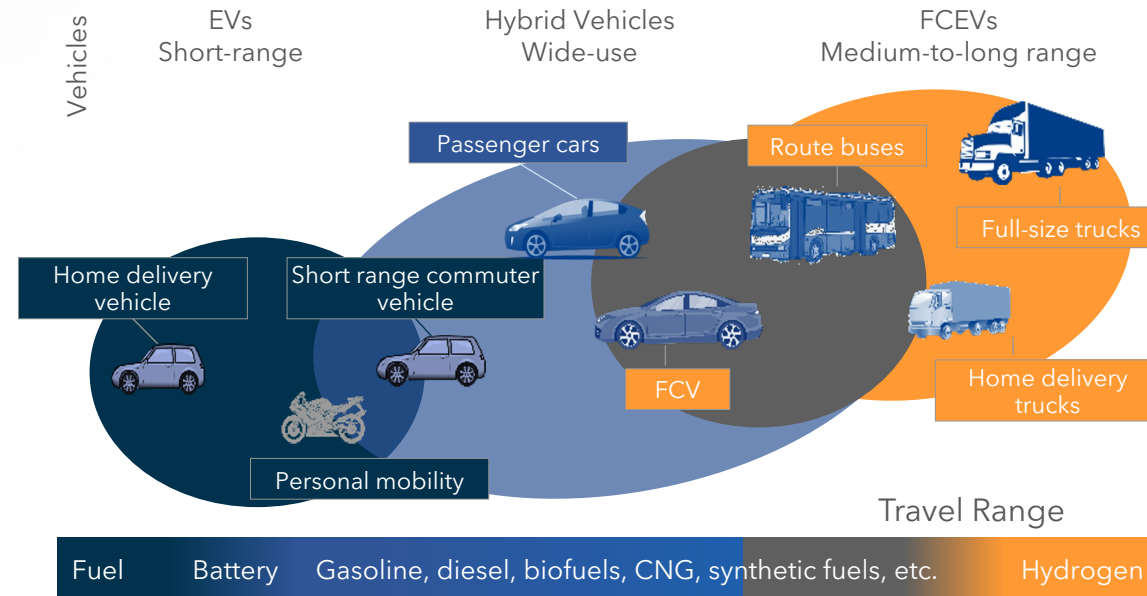 Vehicles
EVs
Short-range
Hybrid Vehicles
Wide-use
FCEVs
Medium-to-long range
Passenger cars
Route buses
Full-size trucks
Home delivery
vehicle
Short range commuter
vehicle
FCV
Home delivery
trucks
Personal mobility
Travel Range
Fuel
Battery
Gasoline, diesel, biofuels, CNG, synthetic fuels, etc.
Hydrogen